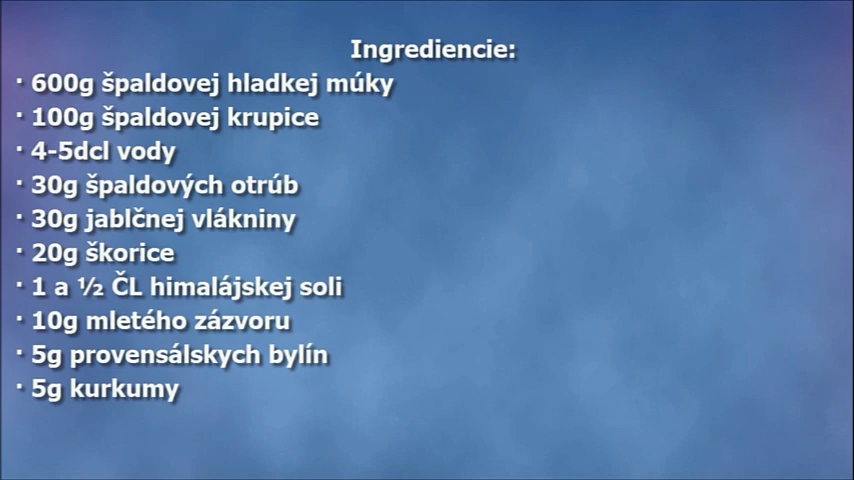 Ingrediencie:
· 600g špaldovej hladkej múky
· 100g špaldovej krupice
· 4-5dcl vody
· 30g špaldových otrúb
· 30g jablčnej vlákniny
· 20g škorice
· 1 a ½ ČL himalájskej soli
· 10g mletého zázvoru
· 5g provensálskych bylín
· 5g kurkumy